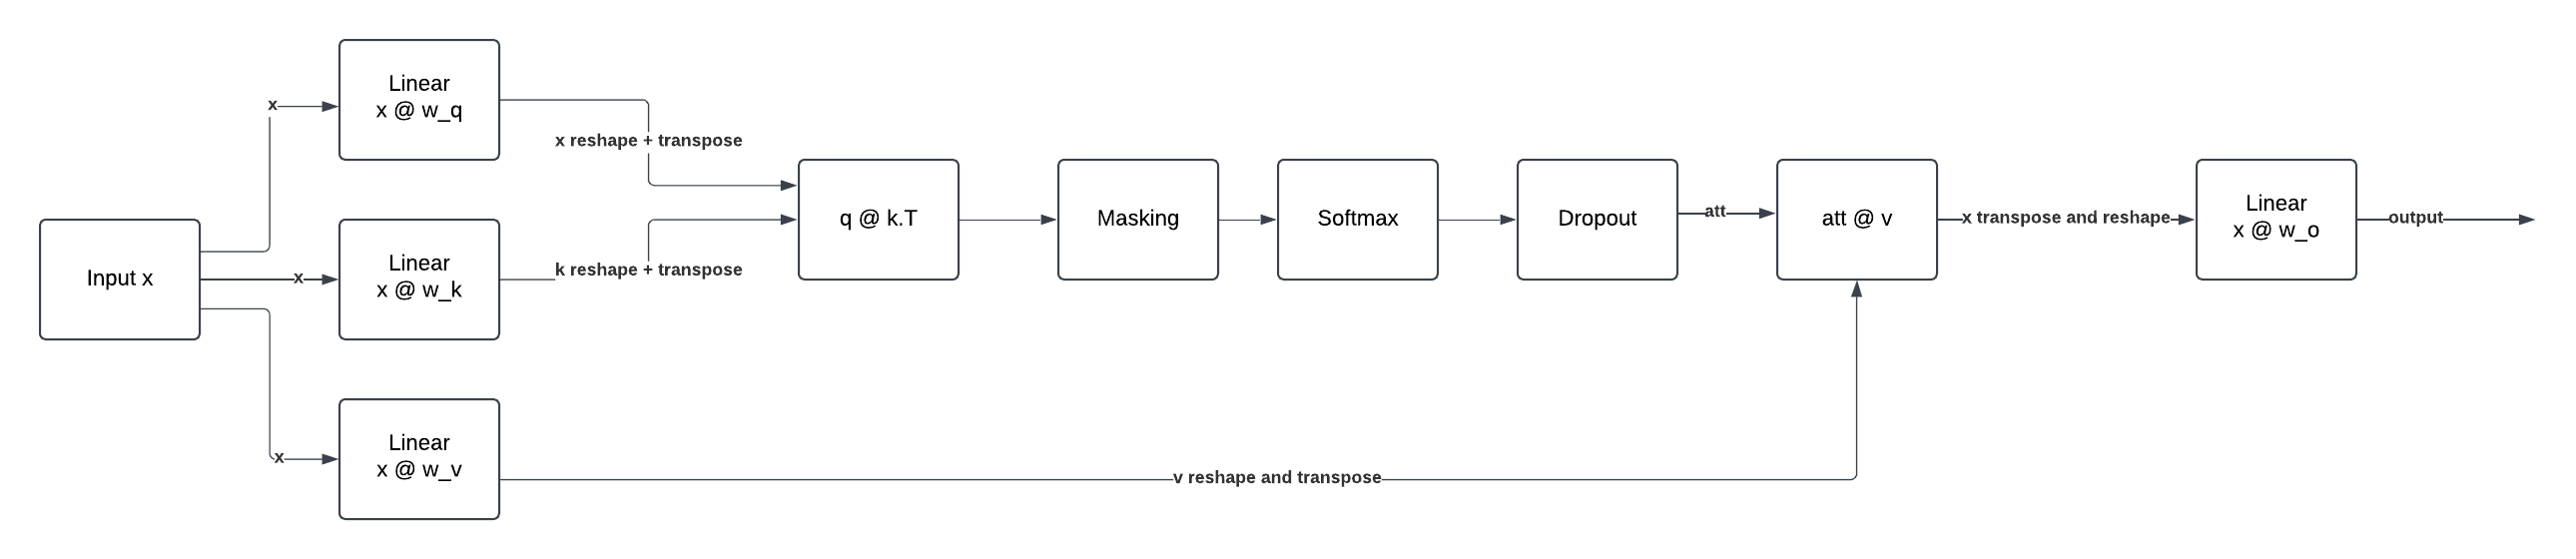 Input x
x
x
x
Linear
x @ w_q
Linear
x @ w_k
Linear
x @ w_v
x reshape + transpose
k reshape + transpose
v reshape and transpose
q @ k.T
Masking
Softmax
Dropout
att
att @ v
x transpose and reshape
Linear
x @ w_o
output